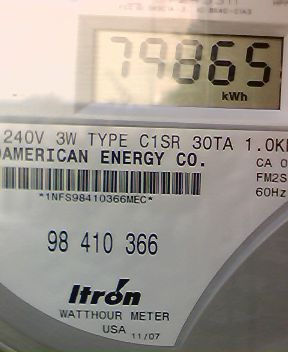 79865
kWh
240V 3W TYPE C1SR 30TA 1.0K
AMERICAN ENERGY CO.
CA 0
*1NFS98410366MEC*
FM2S
60Hz
98 410 366
Itron
WATTHOUR METER
USA 11/07